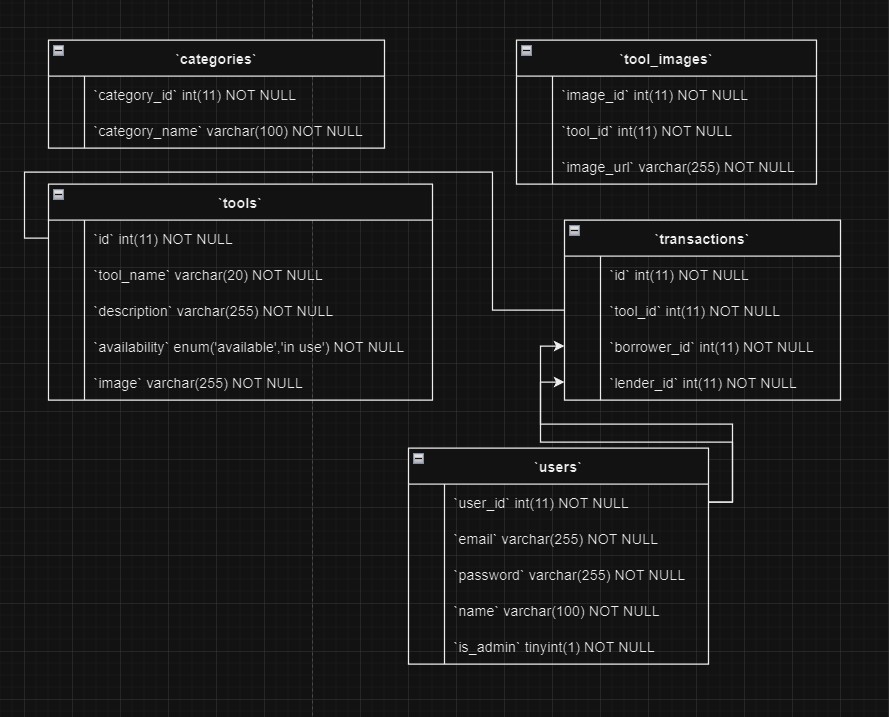 `categories`
`category_id` int(11) NOT NULL
`category_name` varchar(100) NOT NULL
`tool_images`
`image_id` int(11) NOT NULL
`tool_id` int(11) NOT NULL
`image_url` varchar(255) NOT NULL
`tools`
`id` int(11) NOT NULL
`tool_name` varchar(20) NOT NULL
`description` varchar(255) NOT NULL
`availability` enum('available','in use') NOT NULL
`image` varchar(255) NOT NULL
`transactions`
`id` int(11) NOT NULL
`tool_id` int(11) NOT NULL
`borrower_id` int(11) NOT NULL
`lender_id` int(11) NOT NULL
`users`
`user_id` int(11) NOT NULL
`email` varchar(255) NOT NULL
`password` varchar(255) NOT NULL
`name` varchar(100) NOT NULL
`is_admin` tinyint(1) NOT NULL